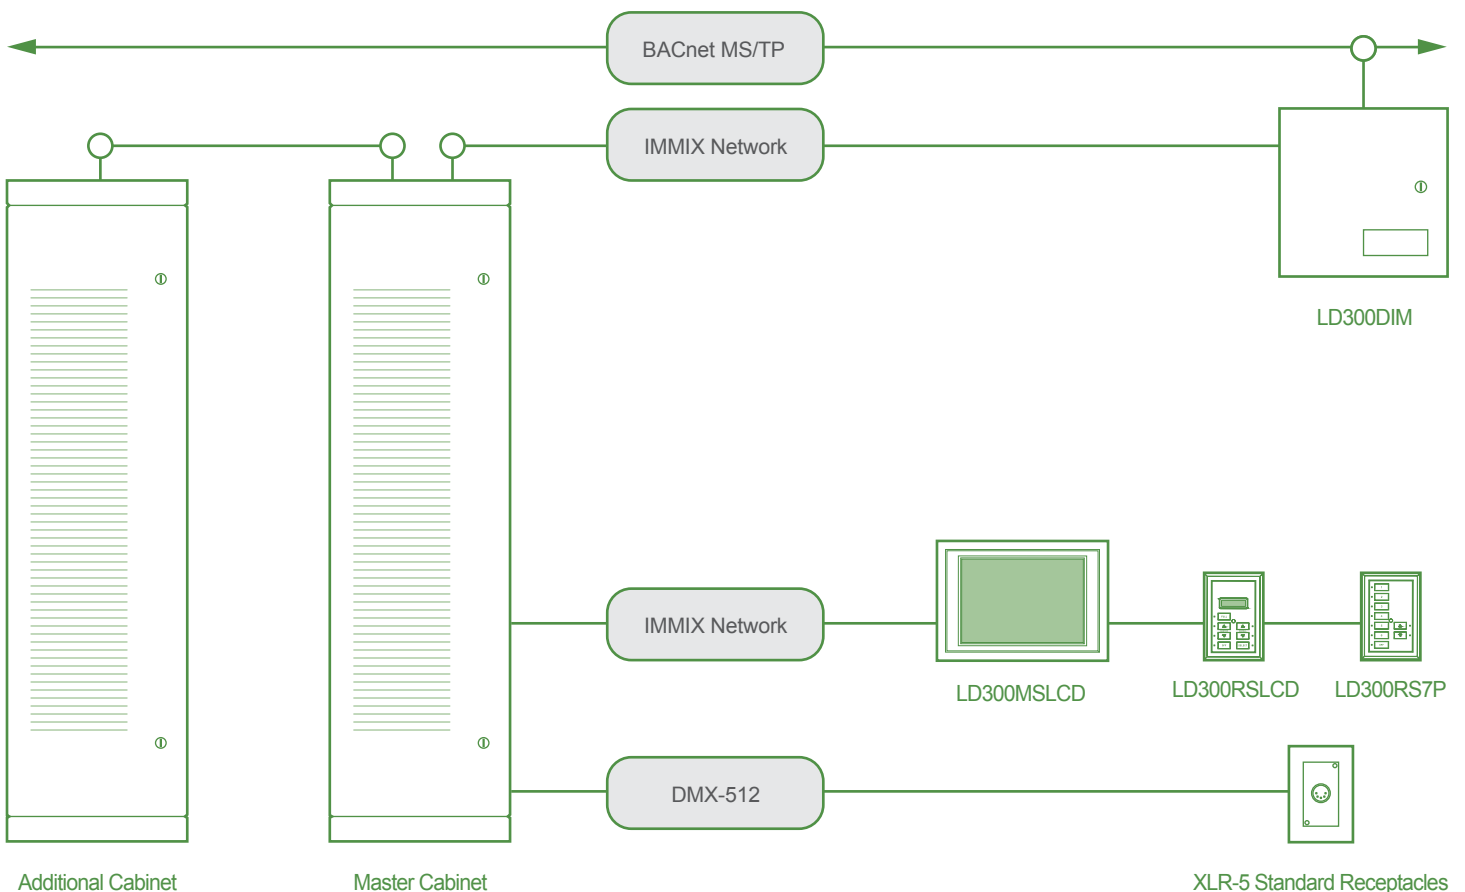 BACnet MS/TP
IMMIX Network
LD300DIM
IMMIX Network
LD300MSLCD
LD300RSLCD
LD300RS7P
DMX-512
Additional Cabinet
Master Cabinet
XLR-5 Standard Receptacles